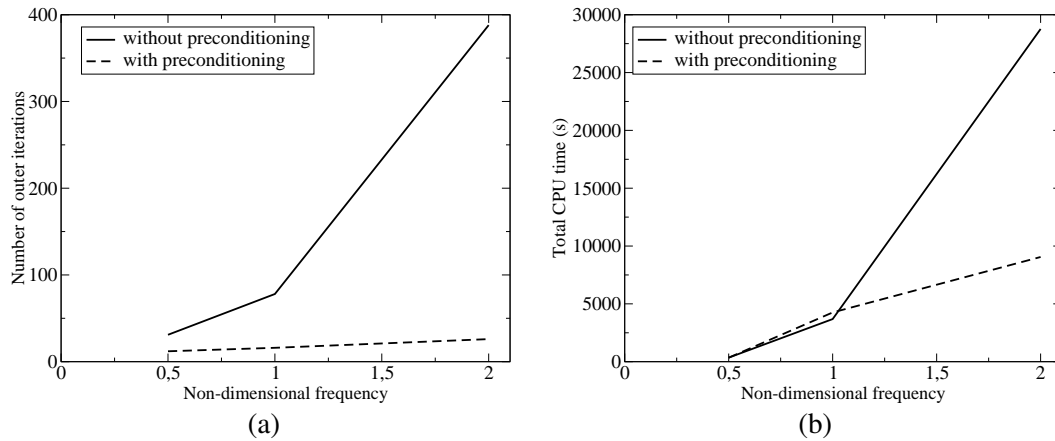 400
300
200
100
0
Number of outer iterations
without preconditioning
with preconditioning
0
0,5
1
1,5
2
Non-dimensional frequency
(a)
30000
25000
20000
15000
10000
5000
0
Total CPU time (s)
without preconditioning
with preconditioning
0
0,5
1
1,5
2
Non-dimensional frequency
(b)